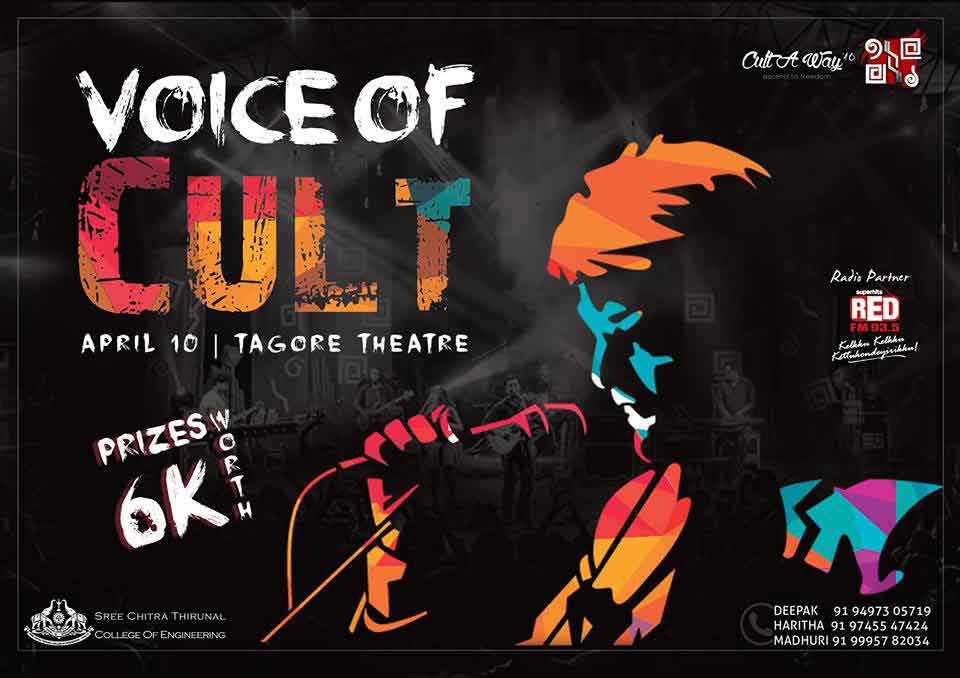 Cult A Way'16
ascend to freedom
VOICE OF
CULT
APRIL 10 | TAGORE THEATRE
Radio Partner
superhits
RED
FM 93.5
Kelkku Kelkku
Kettukondeyirikku!
PRIZES WORTH
6K
SREE CHITRA THIRUNAL
COLLEGE OF ENGINEERING
DEEPAK 91 94973 05719
HARITHA 91 97455 47424
MADHURI 91 99957 82034